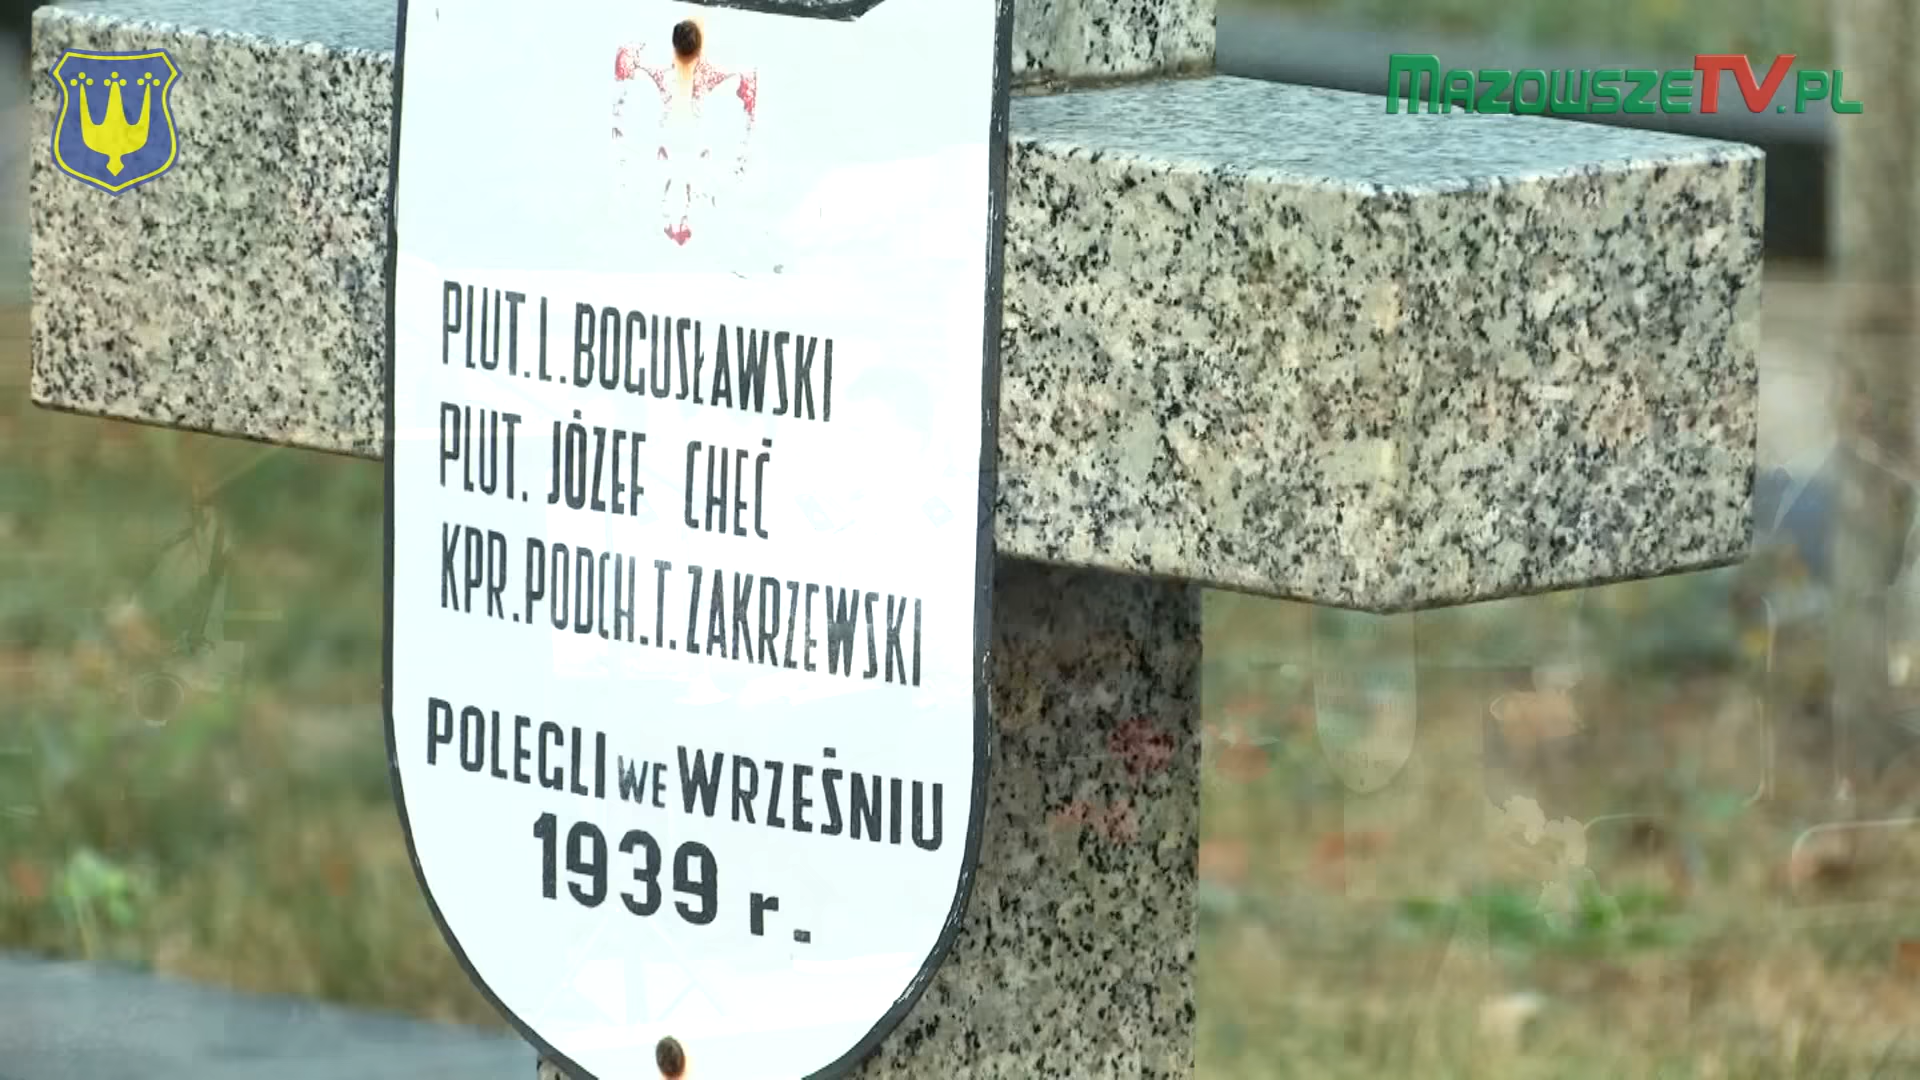 MAZOWSZETV.PL
PLUT. L. BOGUSŁAWSKI
PLUT. JÓZEF CHEĆ
KPR. PODCH. T. ZAKRZEWSKI
POLEGLI WE WRZEŚNIU
1939 r.